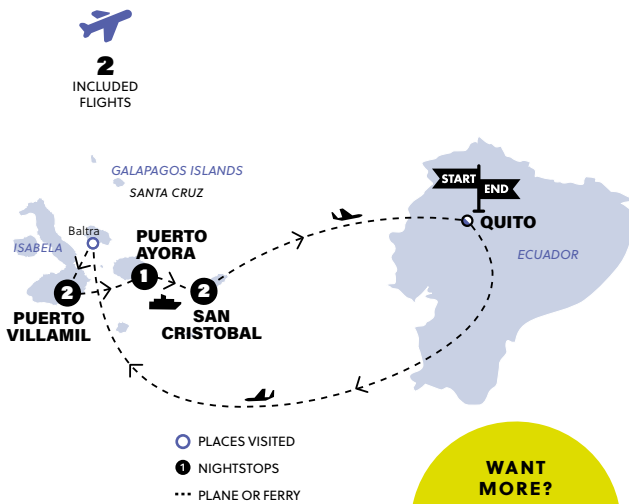 2
INCLUDED
FLIGHTS
GALAPAGOS ISLANDS
SANTA CRUZ
START
END
QUITO
Baltra
ISABELA
PUERTO
AYORA
ECUADOR
1
2
2
PUERTO
VILLAMIL
SAN
CRISTOBAL
PLACES VISITED
1 NIGHTSTOPS
PLANE OR FERRY
WANT
MORE?